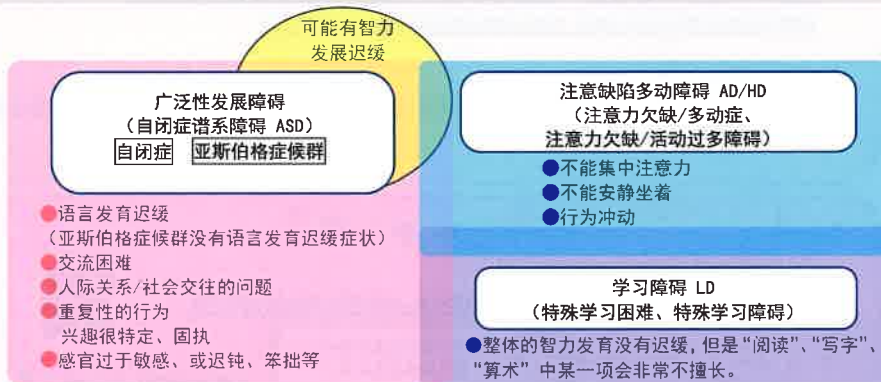 可能有智力
发展迟缓
广泛性发展障碍
（自闭症谱系障碍 ASD）
自闭症 亚斯伯格症候群
●语言发育迟缓
（亚斯伯格症候群没有语言发育迟缓症状）
●交流困难
●人际关系/社会交往的问题
●重复性的行为
兴趣很特定、固执
●感官过于敏感、或迟钝、笨拙等
注意缺陷多动障碍 AD/HD
（注意力欠缺/多动症、
注意力欠缺/活动过多障碍）
●不能集中注意力
●不能安静坐着
●行为冲动
学习障碍 LD
（特殊学习困难、特殊学习障碍）
●整体的智力发育没有迟缓，但是“阅读”、“写字”、
“算术”中某一项会非常不擅长。